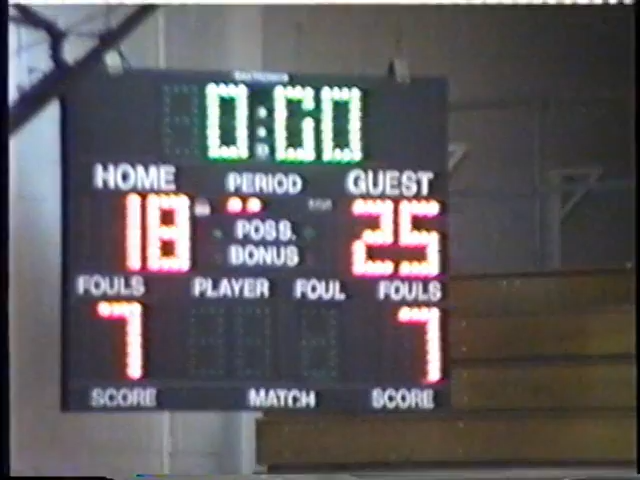 0:00
HOME PERIOD GUEST
18 25
POSS.
BONUS
FOULS PLAYER FOUL FOULS
7 7
SCORE MATCH SCORE